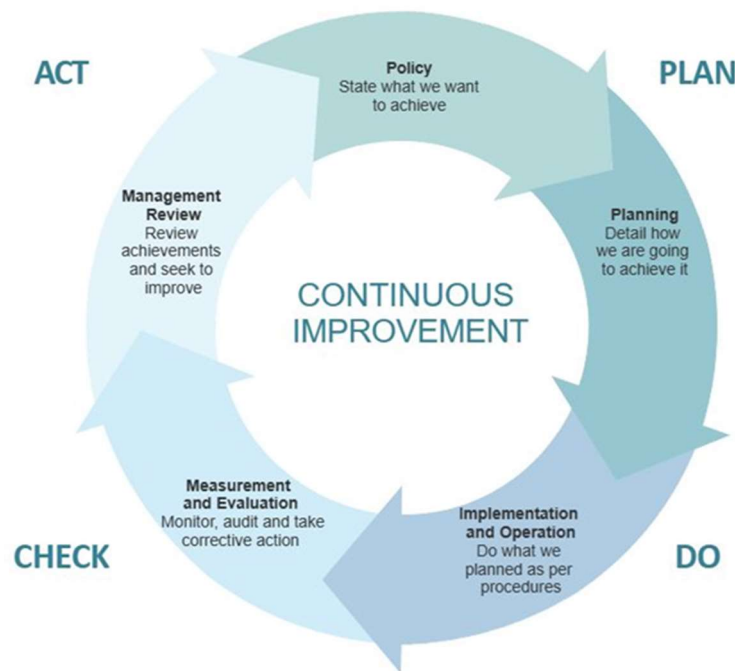 ACT
PLAN
Policy
State what we want
to achieve
Planning
Detail how
we are going
to achieve it
Management
Review
Review
achievements
and seek to
improve
CONTINUOUS
IMPROVEMENT
Measurement
and Evaluation
Monitor, audit and take
corrective action
Implementation
and Operation
Do what we
planned as per
procedures
CHECK
DO